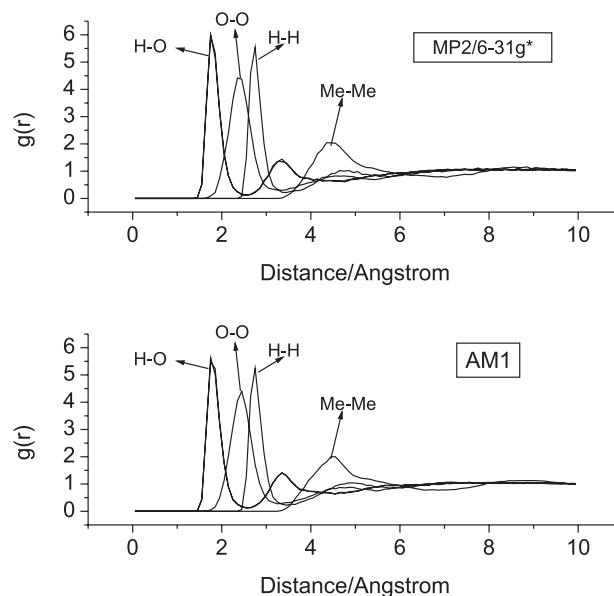 O-O
H-O
H-H
MP2/6-31g*
Me-Me
6
5
4
3
2
1
0
g(r)
0 2 4 6 8 10
Distance/Angstrom
O-O
H-O
H-H
AM1
Me-Me
6
5
4
3
2
1
0
g(r)
0 2 4 6 8 10
Distance/Angstrom